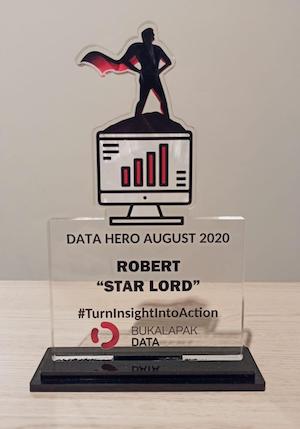 DATA HERO AUGUST 2020
ROBERT
"STAR LORD"
#TurnInsightIntoAction
BUKALAPAK
DATA